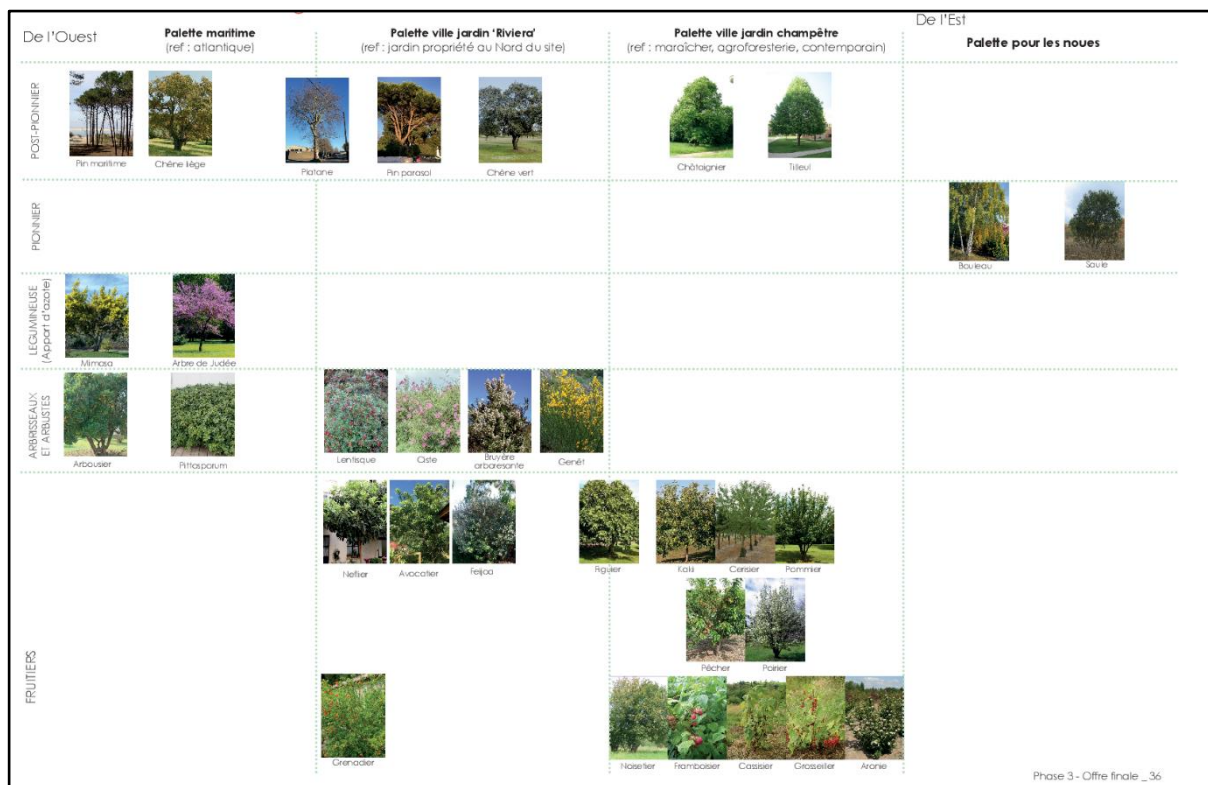 De l'Ouest
De l'Est
Palette maritime
(ref : atlantique)
Palette ville jardin 'Riviera'
(ref : jardin propriété au Nord du site)
Palette ville jardin champêtre
(ref : maraîcher, agroforesterie, contemporain)
Palette pour les noues
POST-PIONNIER
Pin maritime
Chêne liège
Platane
Pin parasol
Chêne vert
Châtaignier
Tilleul
PIONNIER
Bouleau
Saule
LEGUMINEUSE
(Apport d'azote)
Mimosa
Arbre de Judée
ARBRISSEAUX
ET ARBUSTES
Arbousier
Pittosporum
Lentisque
Ciste
Bruyère
arboresante
Genêt
FRUITIERS
Neflier
Avocatier
Feijoa
Figuier
Kaki
Cerisier
Pommier
Pêcher
Poirier
Grenadier
Noisetier
Framboisier
Cassisier
Groseiller
Aronie
Phase 3 - Offre finale _ 36